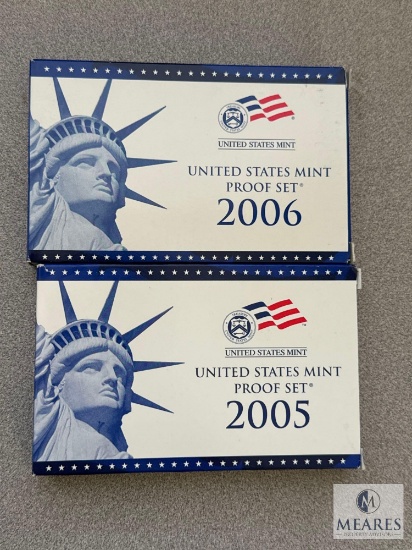 UNITED STATES MINT
UNITED STATES MINT
PROOF SET®
2006
UNITED STATES MINT
UNITED STATES MINT
PROOF SET®
2005
M
MEARES